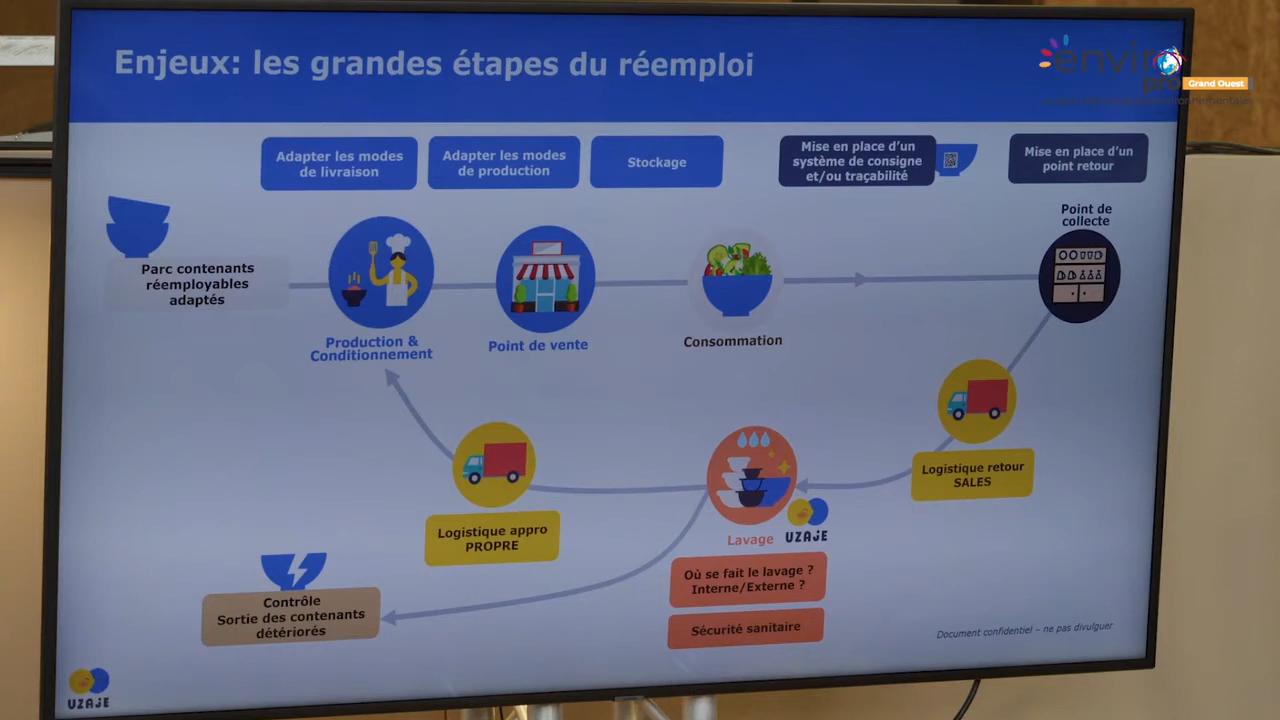 Enjeux: les grandes étapes du réemploi
enviro
pro
Grand Ouest
Adapter les modes
de livraison
Adapter les modes
de production
Stockage
Mise en place d'un
système de consigne
et/ou traçabilité
Mise en place d'un
point retour
Point de
collecte
Parc contenants
réemployables
adaptés
Production &
Conditionnement
Point de vente
Consommation
Logistique retour
SALES
Logistique appro
PROPRE
Lavage
UZAJE
Où se fait le lavage ?
Interne/Externe ?
Sécurité sanitaire
Contrôle
Sortie des contenants
détériorés
Document confidentiel – ne pas divulguer
UZAJE